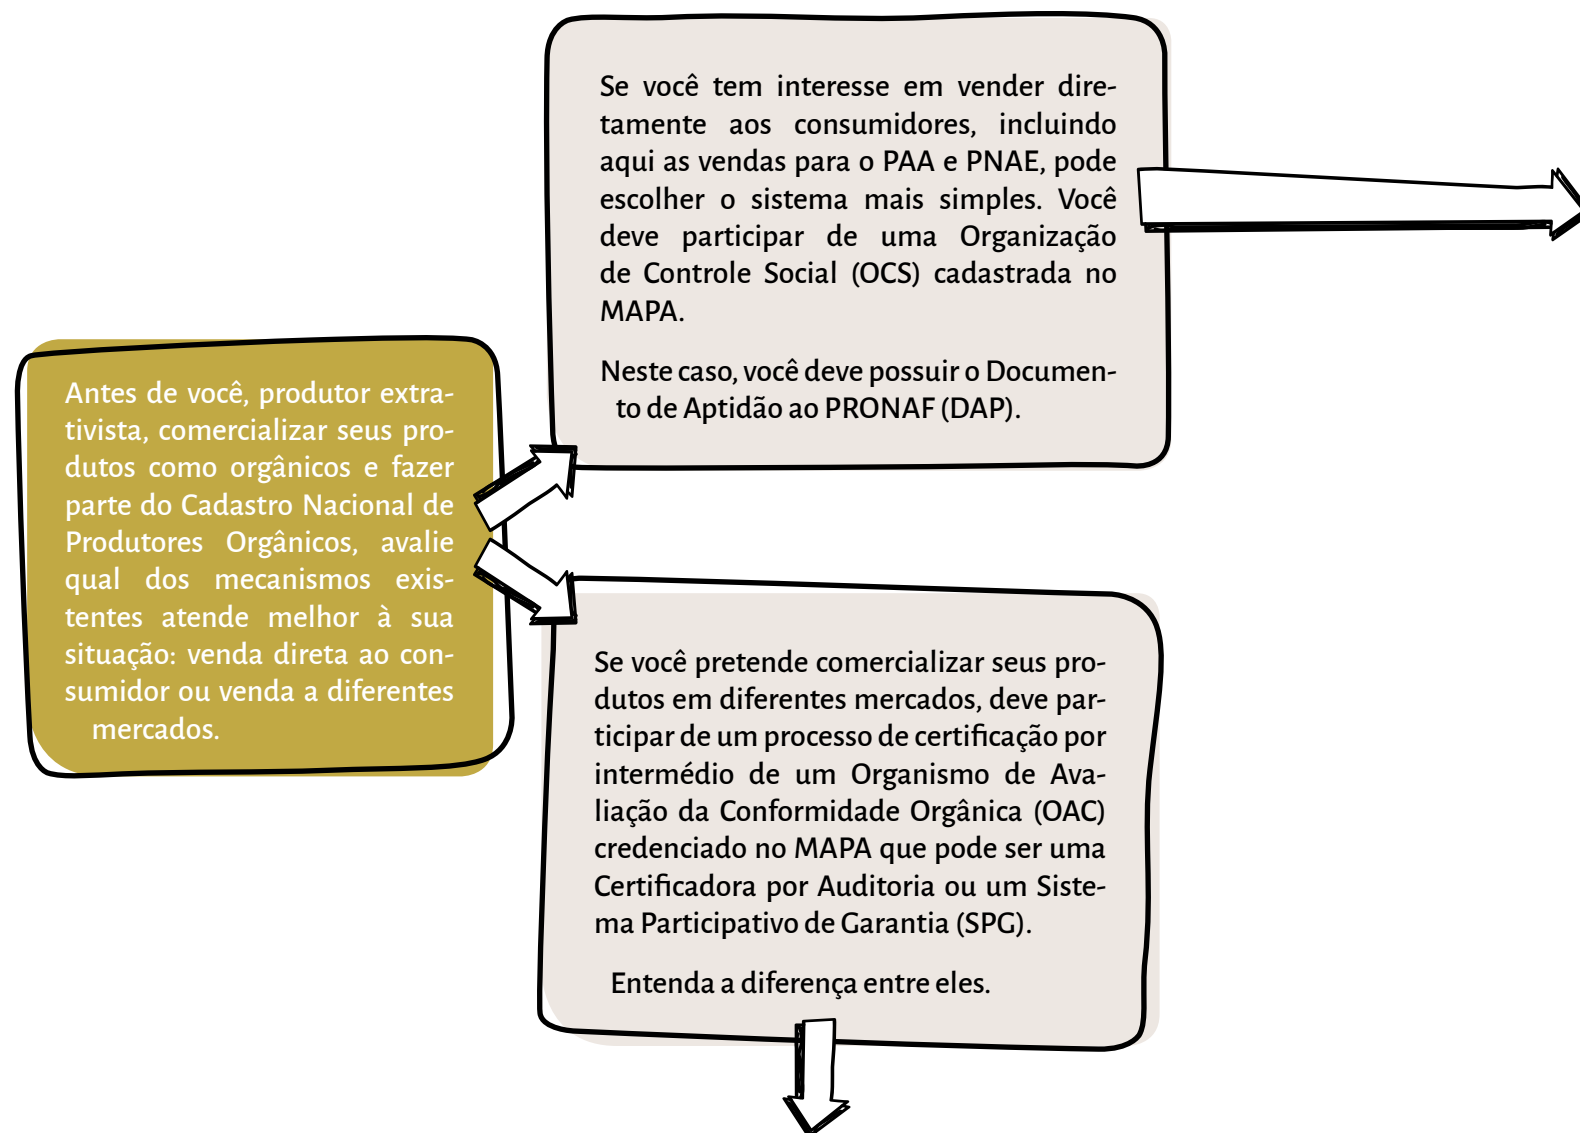 Antes de você, produtor extra-
tivista, comercializar seus pro-
dutos como orgânicos e fazer
parte do Cadastro Nacional de
Produtores Orgânicos, avalie
qual dos mecanismos exis-
tentes atende melhor à sua
situação: venda direta ao con-
sumidor ou venda a diferentes
mercados.
Se você tem interesse em vender dire-
tamente aos consumidores, incluindo
aqui as vendas para o PAA e PNAE, pode
escolher o sistema mais simples. Você
deve participar de uma Organização
de Controle Social (OCS) cadastrada no
MAPA.
Neste caso, você deve possuir o Documen-
to de Aptidão ao PRONAF (DAP).
Se você pretende comercializar seus pro-
dutos em diferentes mercados, deve par-
ticipar de um processo de certificação por
intermédio de um Organismo de Ava-
liação da Conformidade Orgânica (OAC)
credenciado no MAPA que pode ser uma
Certificadora por Auditoria ou um Siste-
ma Participativo de Garantia (SPG).
Entenda a diferença entre eles.